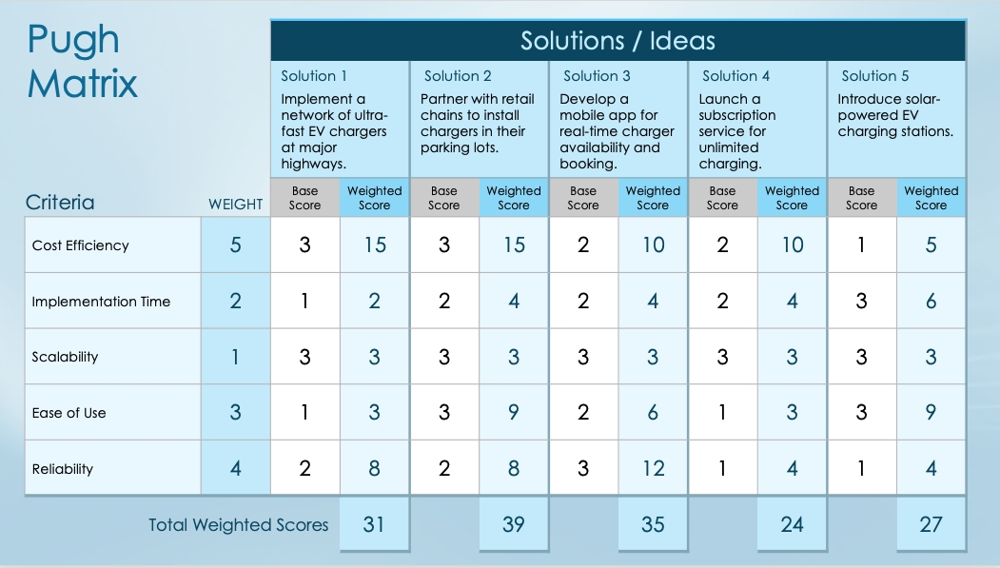 Pugh
Matrix
Solutions / Ideas
Solution 1
Implement a
network of ultra-
fast EV chargers
at major
highways.
Solution 2
Partner with retail
chains to install
chargers in their
parking lots.
Solution 3
Develop a
mobile app for
real-time charger
availability and
booking.
Solution 4
Launch a
subscription
service for
unlimited
charging.
Solution 5
Introduce solar-
powered EV
charging stations.
Criteria WEIGHT Base Score Weighted Score Base Score Weighted Score Base Score Weighted Score Base Score Weighted Score Base Score Weighted Score
Cost Efficiency 5 3 15 3 15 2 10 2 10 1 5
Implementation Time 2 1 2 2 4 2 4 2 4 3 6
Scalability 1 3 3 3 3 3 3 3 3 3 3
Ease of Use 3 1 3 3 9 2 6 1 3 3 9
Reliability 4 2 8 2 8 3 12 1 4 1 4
Total Weighted Scores 31 39 35 24 27